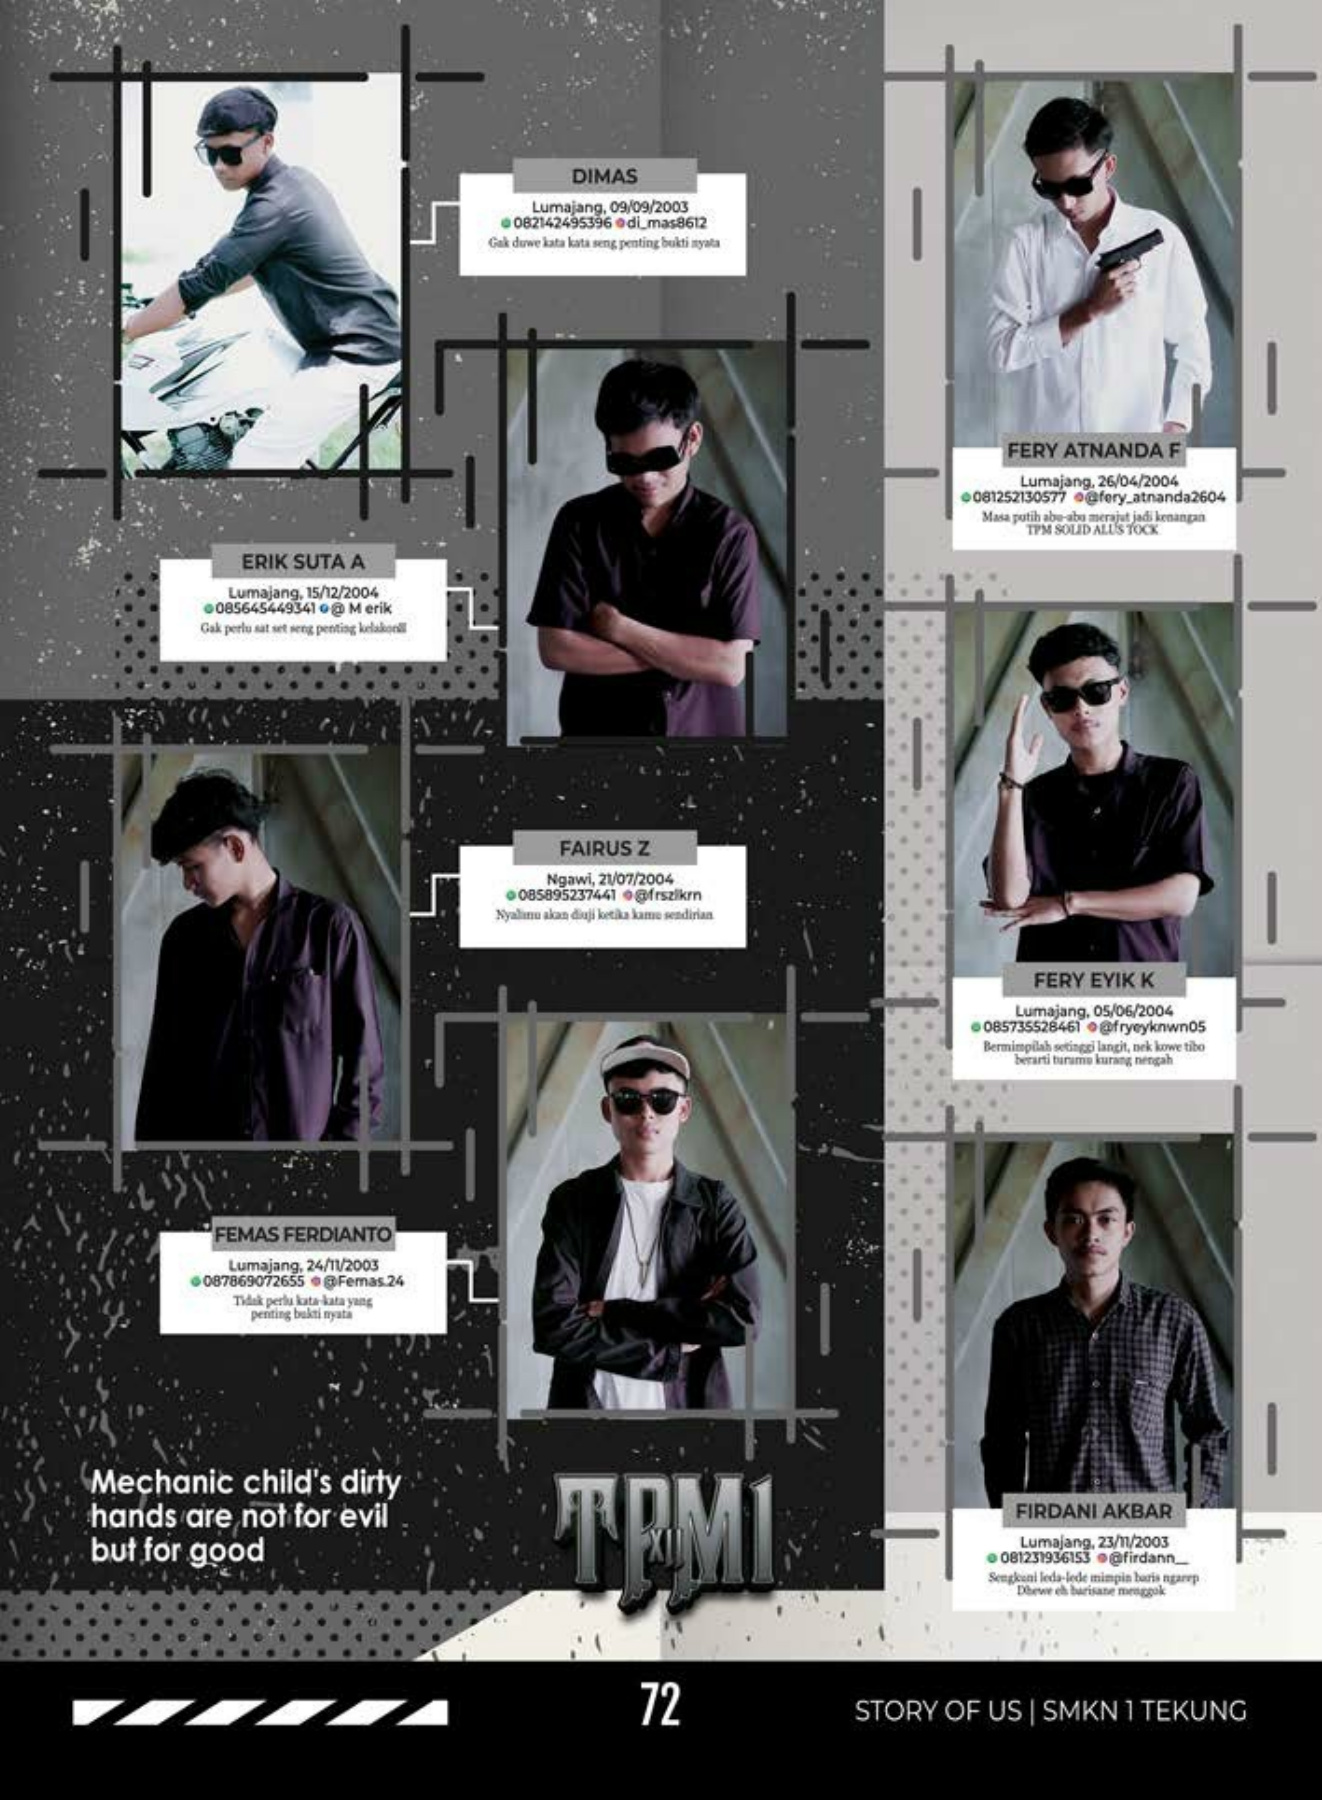 DIMAS
Lumajang, 09/09/2003
082142495396 di_mas8612
Gak duwe kata kata seng penting bukti nyata
ERIK SUTA A
Lumajang, 15/12/2004
085645449341 @ M erik
Gak perlu sat set seng penting kelakon
FAIRUS Z
Ngawi, 21/07/2004
085895237441 @frszlkrn
Nyalimu akan diuji ketika kamu sendirian
FEMAS FERDIANTO
Lumajang, 24/11/2003
087869072655 @Femas.24
Tidak perlu kata-kata yang
penting bukti nyata
FERY ATNANDA F
Lumajang, 26/04/2004
081252130577 @fery_atnanda2604
Masa putih abu-abu merajut jadi kenangan
TPM SOLID ALUS TOCK
FERY EYIK K
Lumajang, 05/06/2004
085735528461 @fryeyknwn05
Bermimpilah setinggi langit, nek kowe tibo
berarti turumu kurang nengah
FIRDANI AKBAR
Lumajang, 23/11/2003
081231936153 @firdann__
Sengkuni leda-lede mimpin baris ngarep
Dhewe eh barisane menggok
Mechanic child's dirty
hands are not for evil
but for good
TPM1
XII
72
STORY OF US | SMKN 1 TEKUNG